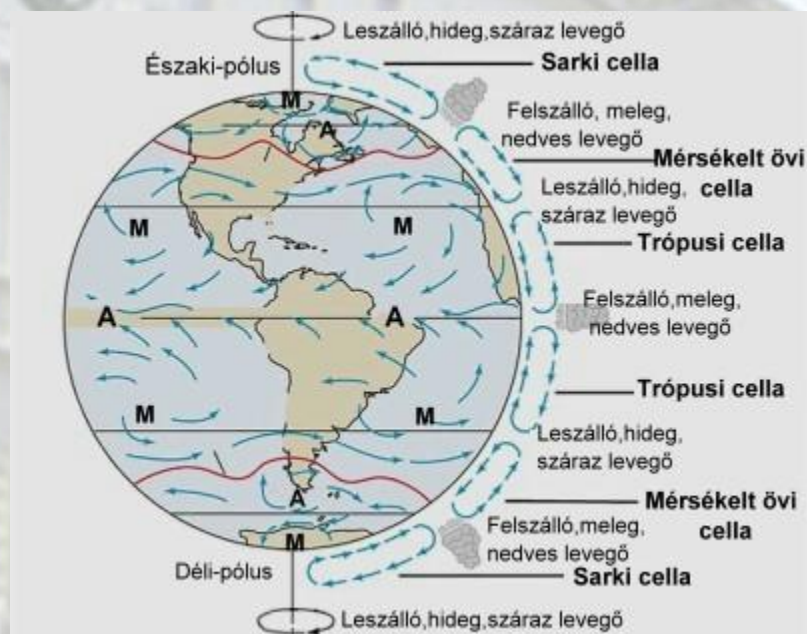 Leszálló,hideg,száraz levegő
Északi-pólus
Sarki cella
M
A
Felszálló, meleg,
nedves levegő
Mérsékelt övi
cella
Leszálló,hideg,
száraz levegő
M
M
Trópusi cella
Felszálló,meleg,
nedves levegő
A
A
Trópusi cella
M
M
Leszálló,hideg,
száraz levegő
Mérsékelt övi
cella
A
Felszálló,meleg,
nedves levegő
M
Déli-pólus
Sarki cella
Leszálló,hideg,száraz levegő